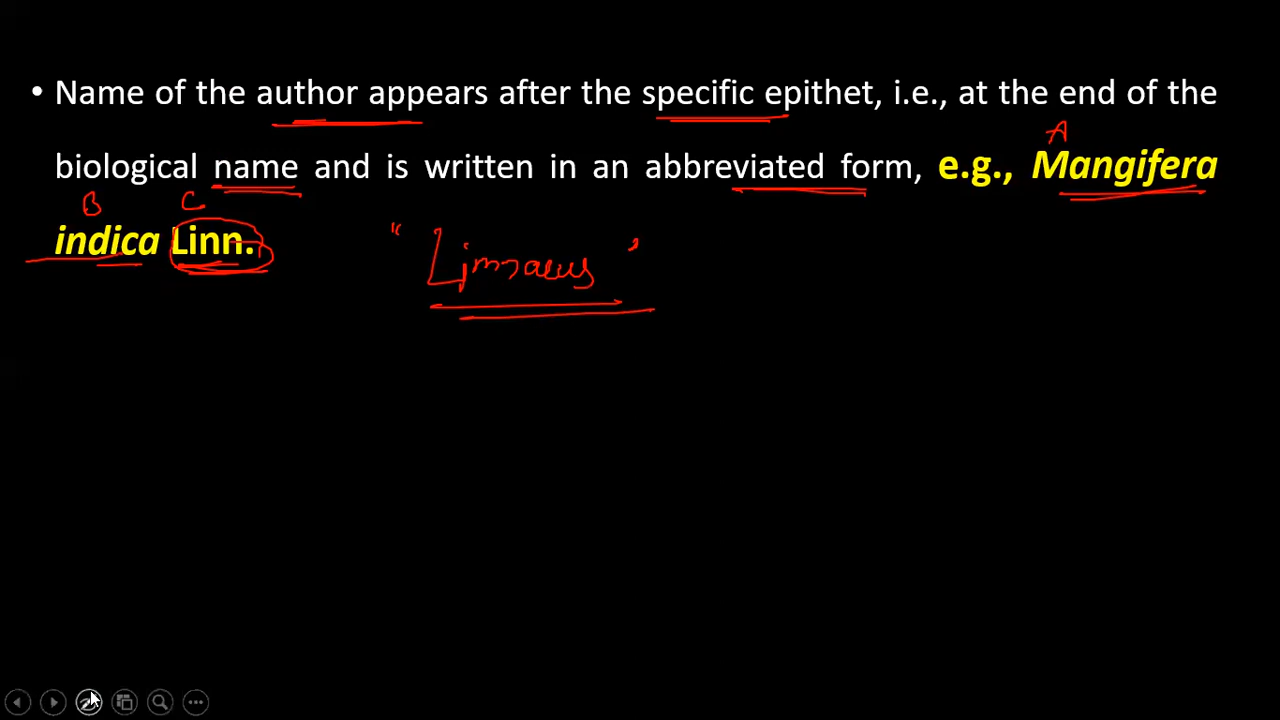 • Name of the author appears after the specific epithet, i.e., at the end of the
A
biological name and is written in an abbreviated form, e.g., Mangifera
B C
indica Linn.
"Linnaeus"